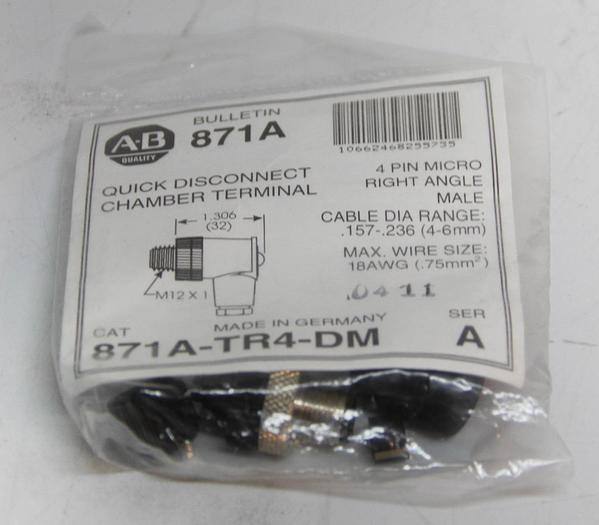 A-B
QUALITY
BULLETIN
871A
10662468255735
QUICK DISCONNECT
CHAMBER TERMINAL
4 PIN MICRO
RIGHT ANGLE
MALE
CABLE DIA RANGE:
.157-.236 (4-6mm)
MAX. WIRE SIZE:
18AWG (.75mm²)
1.306
(32)
M12 X 1
.0411
MADE IN GERMANY
CAT
871A-TR4-DM
SER
A